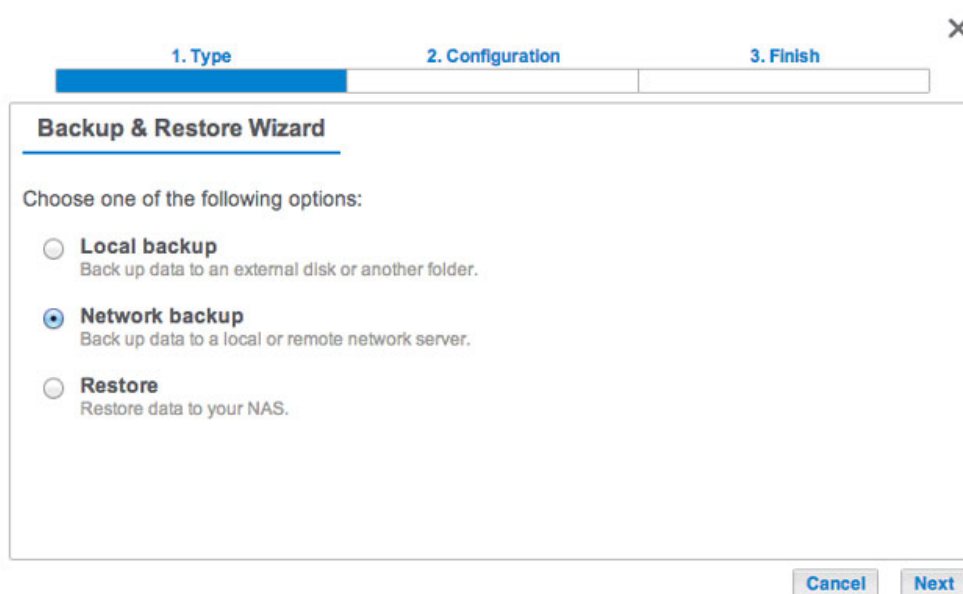 1. Type
2. Configuration
3. Finish
Backup & Restore Wizard
Choose one of the following options:
Local backup
Back up data to an external disk or another folder.
Network backup
Back up data to a local or remote network server.
Restore
Restore data to your NAS.
Cancel
Next